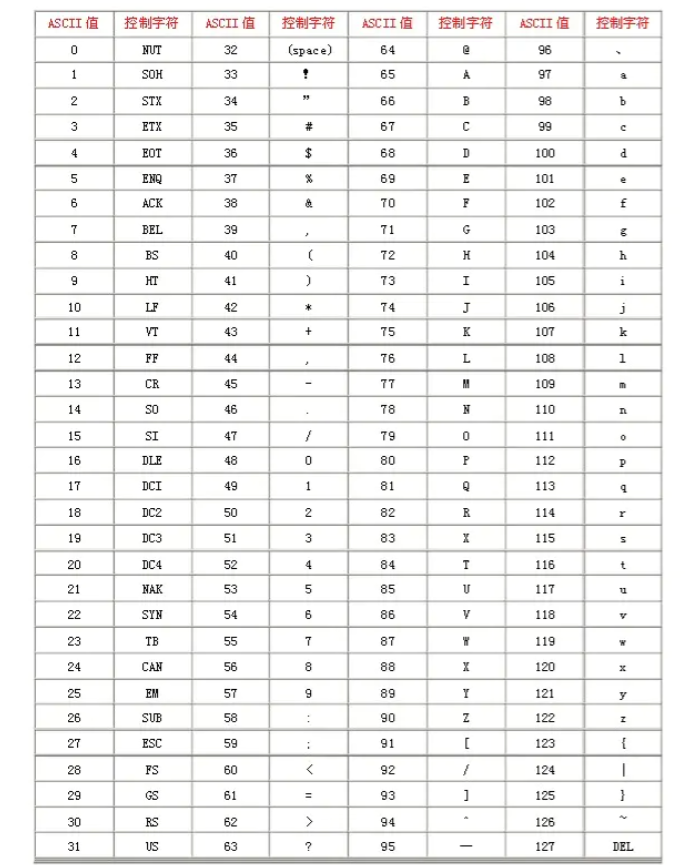 ASCII 值 控制字符 ASCII 值 控制字符 ASCII 值 控制字符 ASCII 值 控制字符
0 NUT 32 (space) 64 @ 96 、
1 SOH 33 ! 65 A 97 a
2 STX 34 ” 66 B 98 b
3 ETX 35 # 67 C 99 c
4 EOT 36 $ 68 D 100 d
5 ENQ 37 % 69 E 101 e
6 ACK 38 & 70 F 102 f
7 BEL 39 , 71 G 103 g
8 BS 40 ( 72 H 104 h
9 HT 41 ) 73 I 105 i
10 LF 42 * 74 J 106 j
11 VT 43 + 75 K 107 k
12 FF 44 , 76 L 108 l
13 CR 45 - 77 M 109 m
14 SO 46 . 78 N 110 n
15 SI 47 / 79 O 111 o
16 DLE 48 0 80 P 112 p
17 DCI 49 1 81 Q 113 q
18 DC2 50 2 82 R 114 r
19 DC3 51 3 83 X 115 s
20 DC4 52 4 84 T 116 t
21 NAK 53 5 85 U 117 u
22 SYN 54 6 86 V 118 v
23 TB 55 7 87 W 119 w
24 CAN 56 8 88 X 120 x
25 EM 57 9 89 Y 121 y
26 SUB 58 : 90 Z 122 z
27 ESC 59 ; 91 [ 123 {
28 FS 60 < 92 / 124 |
29 GS 61 = 93 ] 125 }
30 RS 62 > 94 ^ 126 ~
31 US 63 ? 95 — 127 DEL